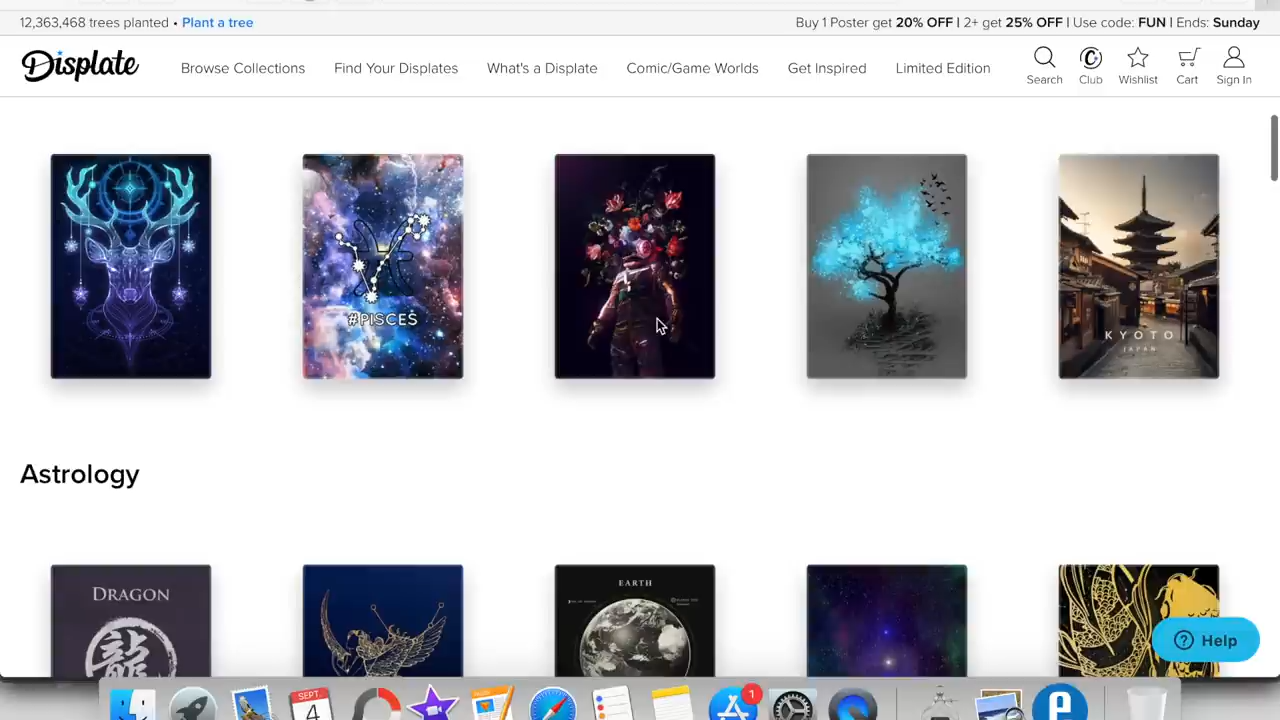 12,363,468 trees planted • Plant a tree
Buy 1 Poster get 20% OFF | 2+ get 25% OFF | Use code: FUN | Ends: Sunday
Displate
Browse Collections
Find Your Displates
What's a Displate
Comic/Game Worlds
Get Inspired
Limited Edition
Search
Club
Wishlist
Cart
Sign In
#PISCES
KYOTO
JAPAN
Astrology
DRAGON
龍
EARTH
Help
SEPT.
4
1